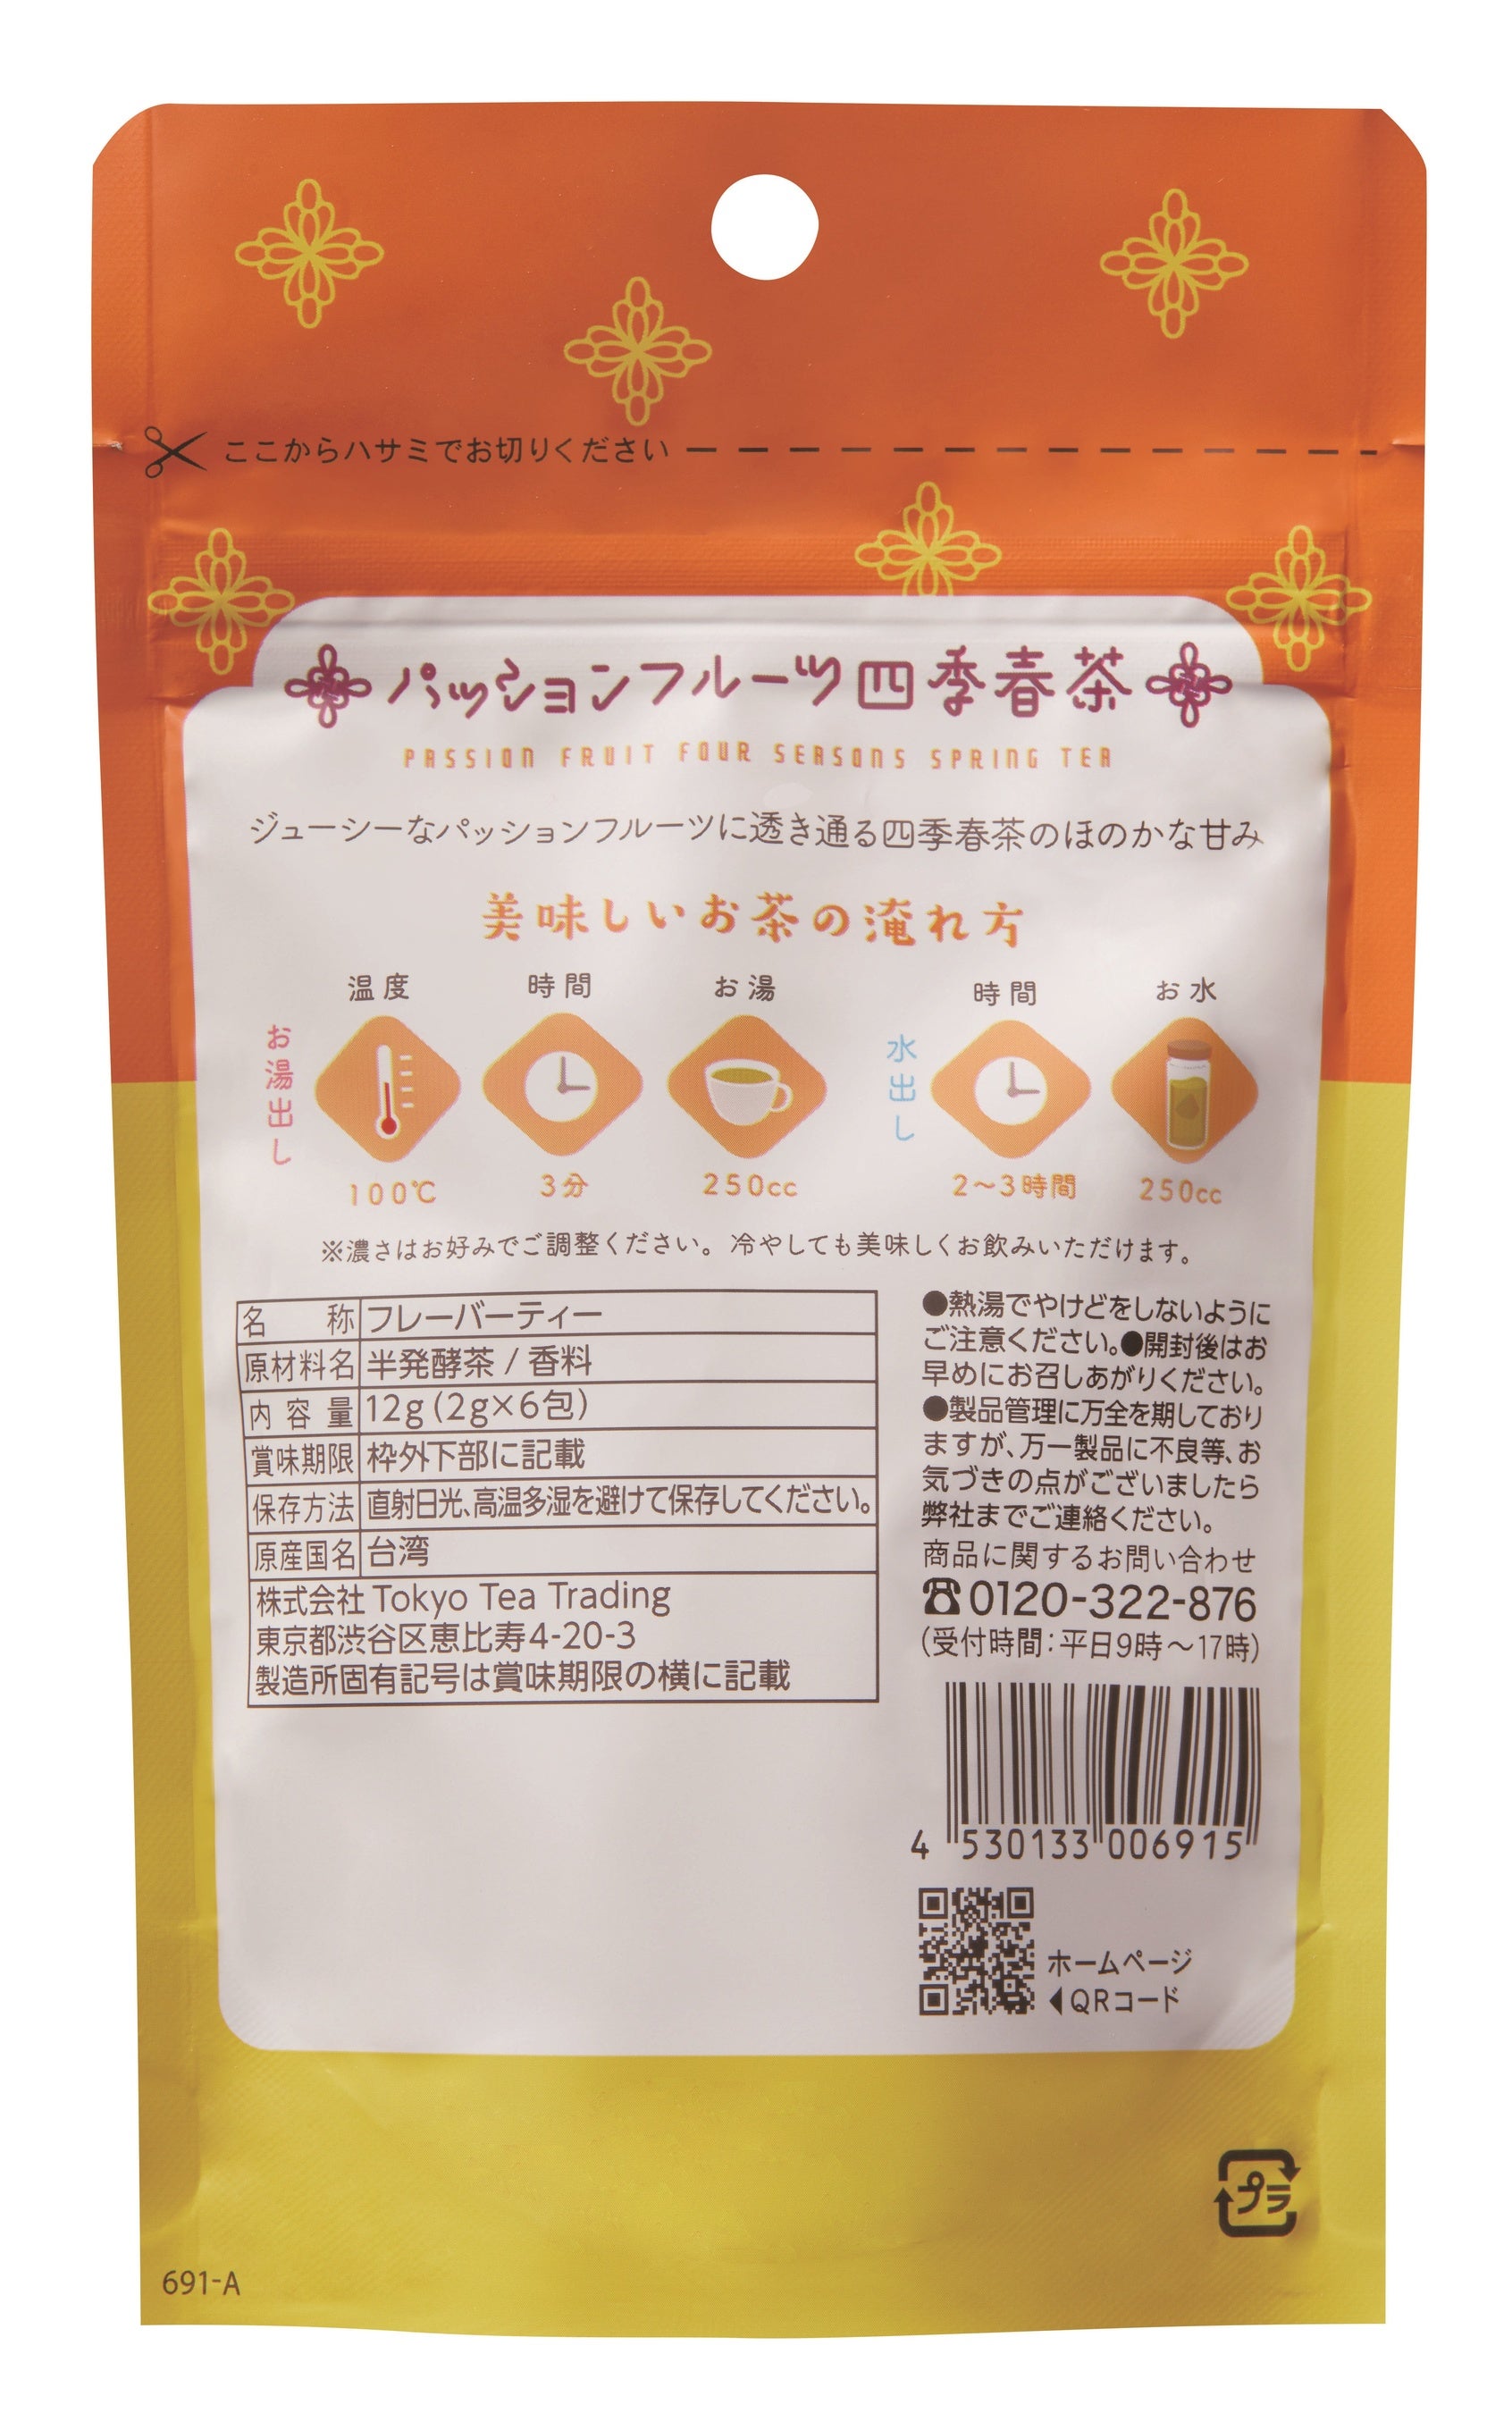 ここからハサミでお切りください
パッションフルーツ四季春茶
PASSION FRUIT FOUR SEASONS SPRING TEA
ジューシーなパッションフルーツに透き通る四季春茶のほのかな甘み
美味しいお茶の淹れ方
お湯出し
温度 時間 お湯
100℃ 3分 250cc
水出し
時間 お水
2～3時間 250cc
※濃さはお好みでご調整ください。冷やしても美味しくお飲みいただけます。
名称 フレーバーティー
原材料名 半発酵茶 / 香料
内容量 12g(2g×6包)
賞味期限 枠外下部に記載
保存方法 直射日光、高温多湿を避けて保存してください。
原産国名 台湾
株式会社 Tokyo Tea Trading
東京都渋谷区恵比寿4-20-3
製造所固有記号は賞味期限の横に記載
●熱湯でやけどをしないように
ご注意ください。●開封後はお
早めにお召しあがりください。
●製品管理に万全を期しており
ますが、万一製品に不良等、お
気づきの点がございましたら
弊社までご連絡ください。
商品に関するお問い合わせ
☎0120-322-876
(受付時間:平日9時～17時)
4 530133 006915
ホームページ
◀QRコード
プラ
691-A